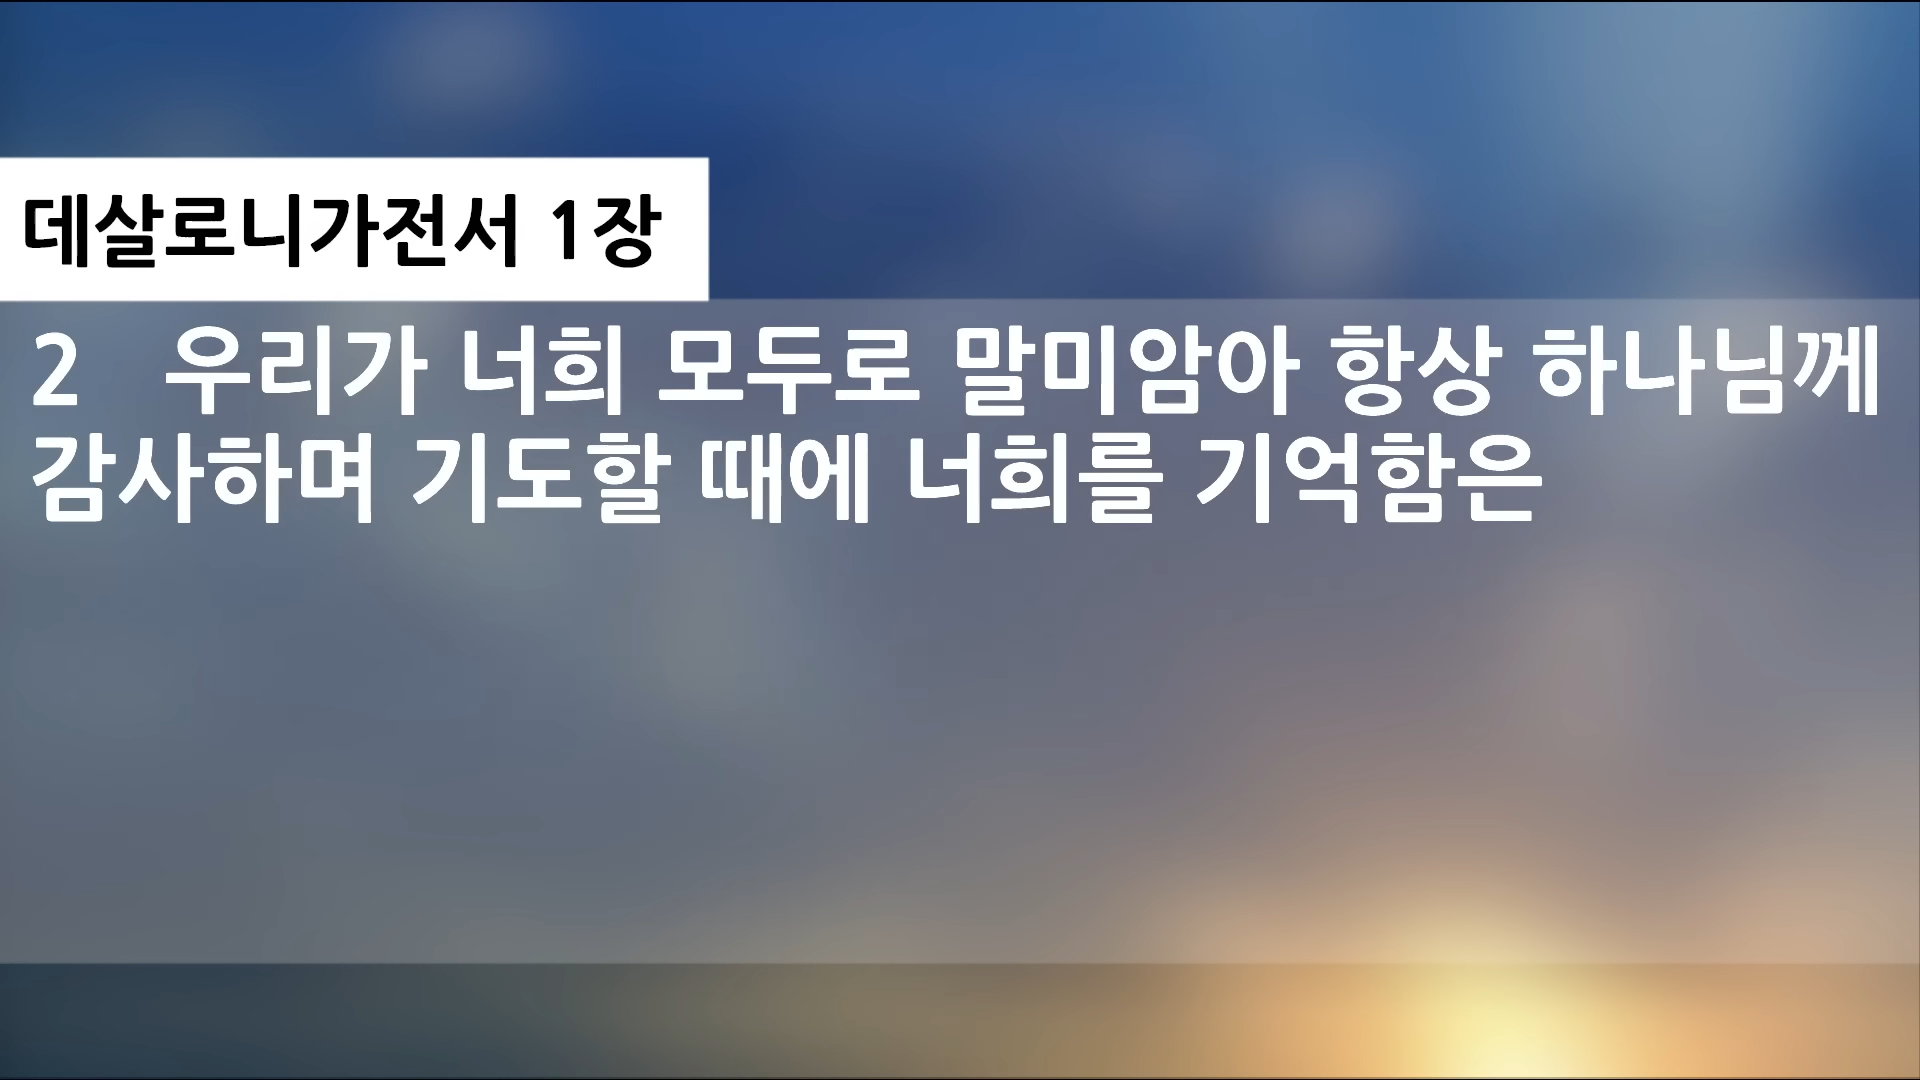 데살로니가전서 1장
2 우리가 너희 모두로 말미암아 항상 하나님께
감사하며 기도할 때에 너희를 기억함은